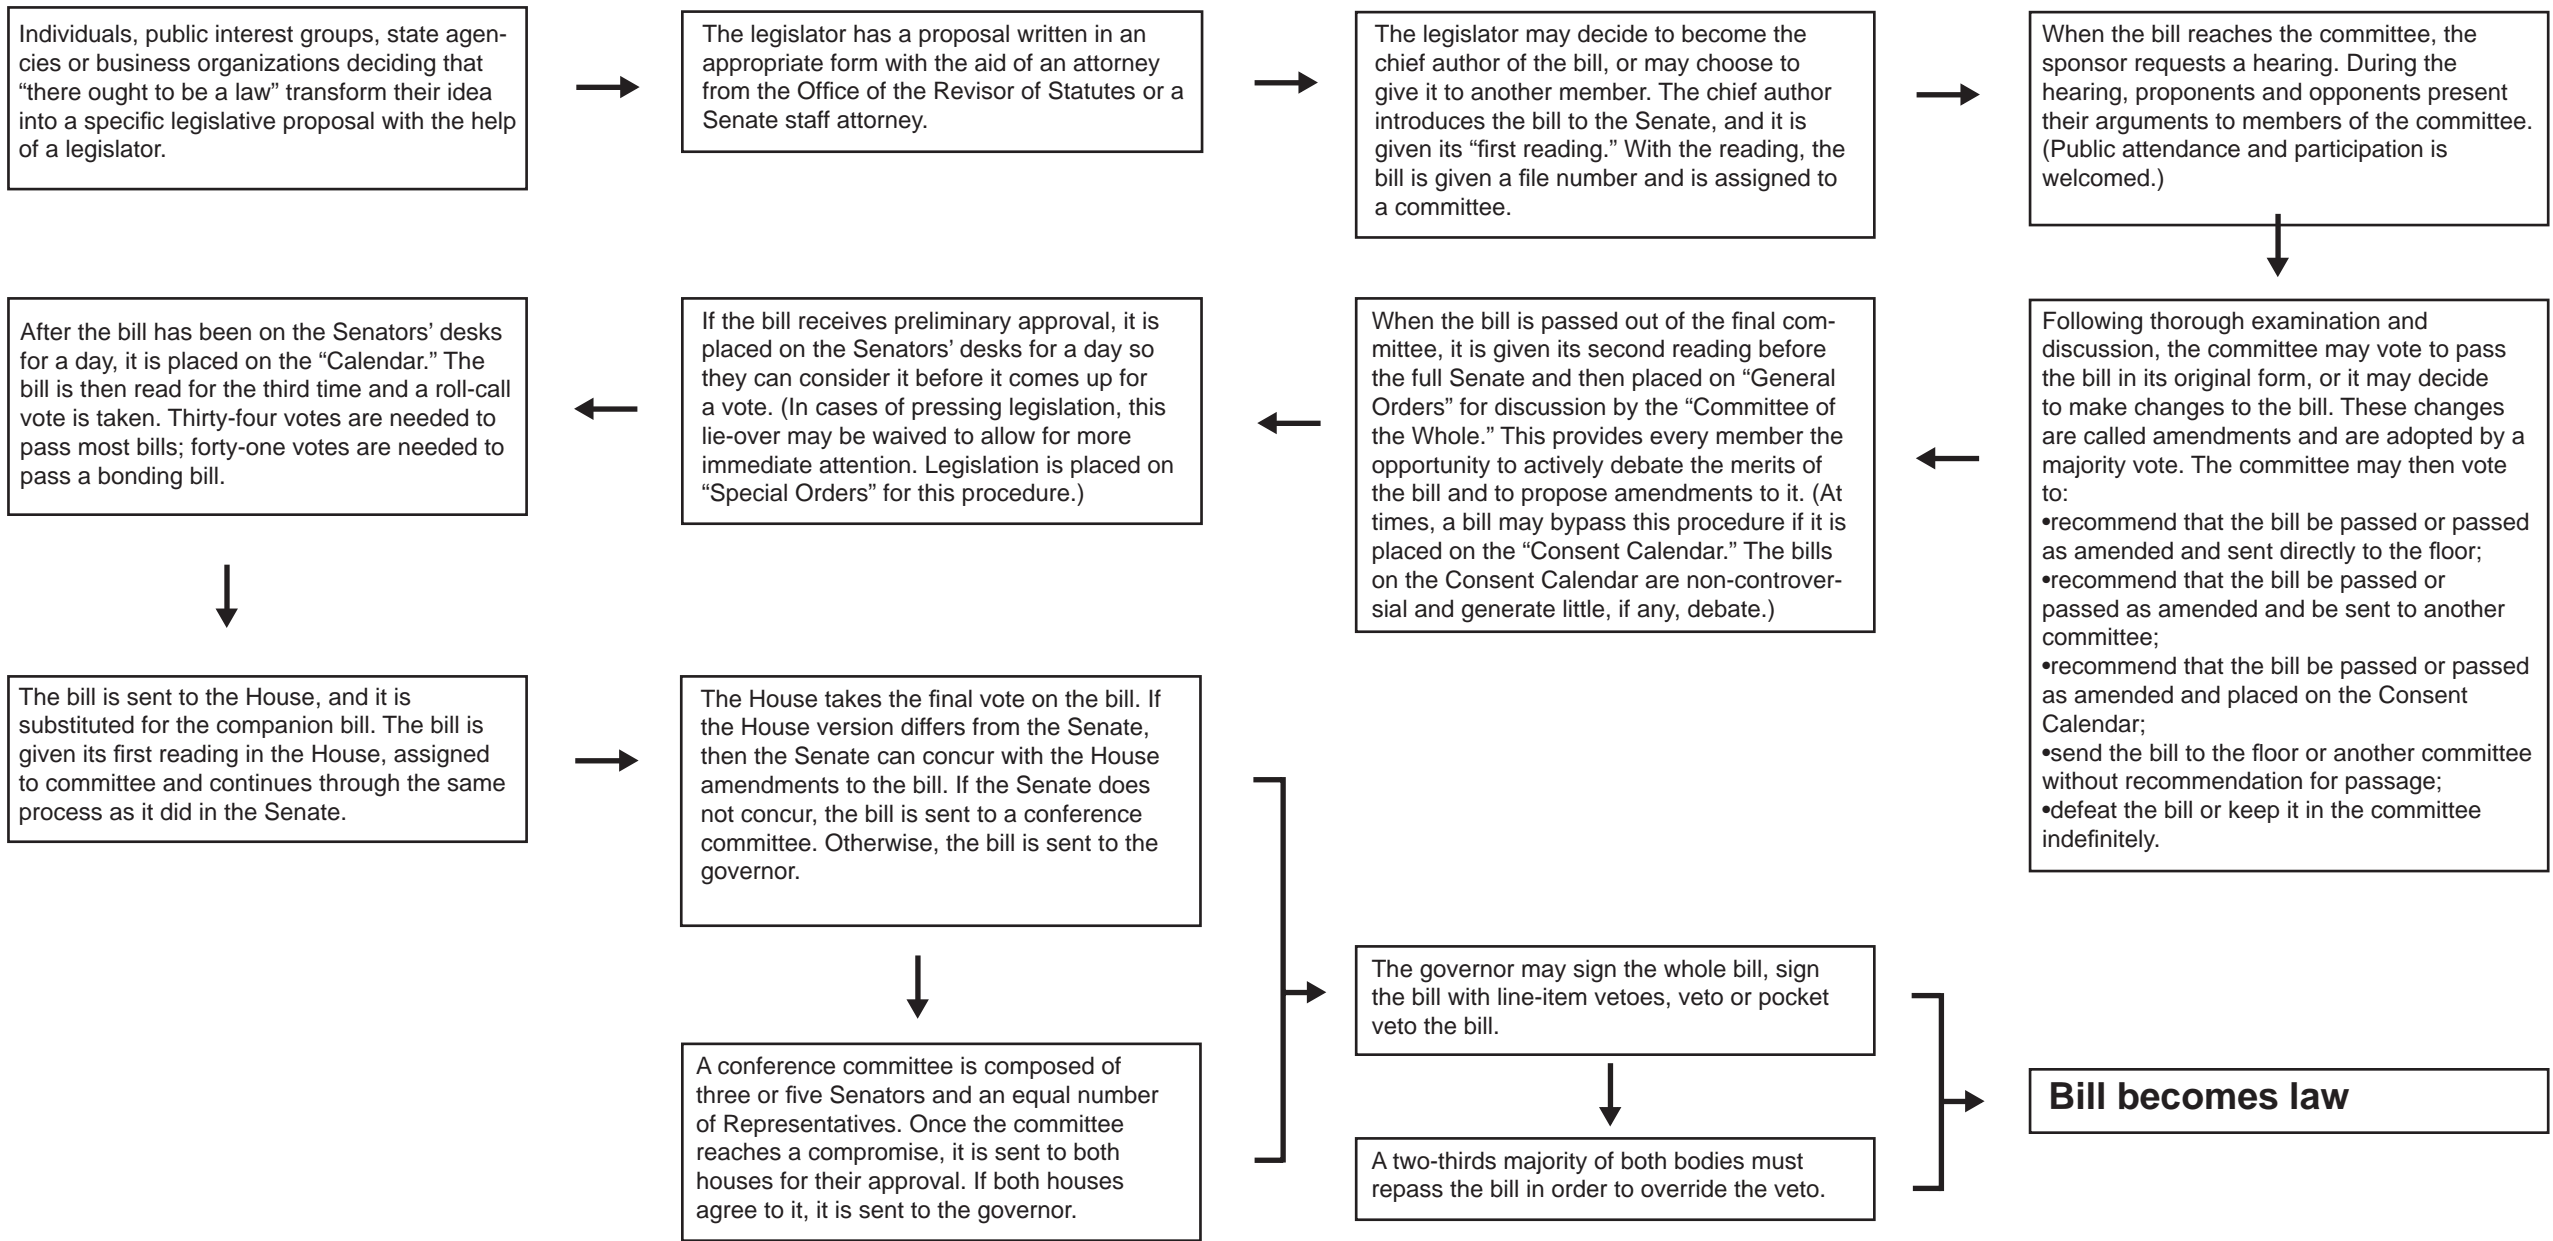 Individuals, public interest groups, state agen-
cies or business organizations deciding that
“there ought to be a law” transform their idea
into a specific legislative proposal with the help
of a legislator.
The legislator has a proposal written in an
appropriate form with the aid of an attorney
from the Office of the Revisor of Statutes or a
Senate staff attorney.
The legislator may decide to become the
chief author of the bill, or may choose to
give it to another member. The chief author
introduces the bill to the Senate, and it is
given its “first reading.” With the reading, the
bill is given a file number and is assigned to
a committee.
When the bill reaches the committee, the
sponsor requests a hearing. During the
hearing, proponents and opponents present
their arguments to members of the committee.
(Public attendance and participation is
welcomed.)
Following thorough examination and
discussion, the committee may vote to pass
the bill in its original form, or it may decide
to make changes to the bill. These changes
are called amendments and are adopted by a
majority vote. The committee may then vote
to:
•recommend that the bill be passed or passed
as amended and sent directly to the floor;
•recommend that the bill be passed or
passed as amended and be sent to another
committee;
•recommend that the bill be passed or passed
as amended and placed on the Consent
Calendar;
•send the bill to the floor or another committee
without recommendation for passage;
•defeat the bill or keep it in the committee
indefinitely.
When the bill is passed out of the final com-
mittee, it is given its second reading before
the full Senate and then placed on “General
Orders” for discussion by the “Committee of
the Whole.” This provides every member the
opportunity to actively debate the merits of
the bill and to propose amendments to it. (At
times, a bill may bypass this procedure if it is
placed on the “Consent Calendar.” The bills
on the Consent Calendar are non-controver-
sial and generate little, if any, debate.)
If the bill receives preliminary approval, it is
placed on the Senators’ desks for a day so
they can consider it before it comes up for
a vote. (In cases of pressing legislation, this
lie-over may be waived to allow for more
immediate attention. Legislation is placed on
“Special Orders” for this procedure.)
After the bill has been on the Senators’ desks
for a day, it is placed on the “Calendar.” The
bill is then read for the third time and a roll-call
vote is taken. Thirty-four votes are needed to
pass most bills; forty-one votes are needed to
pass a bonding bill.
The bill is sent to the House, and it is
substituted for the companion bill. The bill is
given its first reading in the House, assigned
to committee and continues through the same
process as it did in the Senate.
The House takes the final vote on the bill. If
the House version differs from the Senate,
then the Senate can concur with the House
amendments to the bill. If the Senate does
not concur, the bill is sent to a conference
committee. Otherwise, the bill is sent to the
governor.
A conference committee is composed of
three or five Senators and an equal number
of Representatives. Once the committee
reaches a compromise, it is sent to both
houses for their approval. If both houses
agree to it, it is sent to the governor.
The governor may sign the whole bill, sign
the bill with line-item vetoes, veto or pocket
veto the bill.
A two-thirds majority of both bodies must
repass the bill in order to override the veto.
Bill becomes law